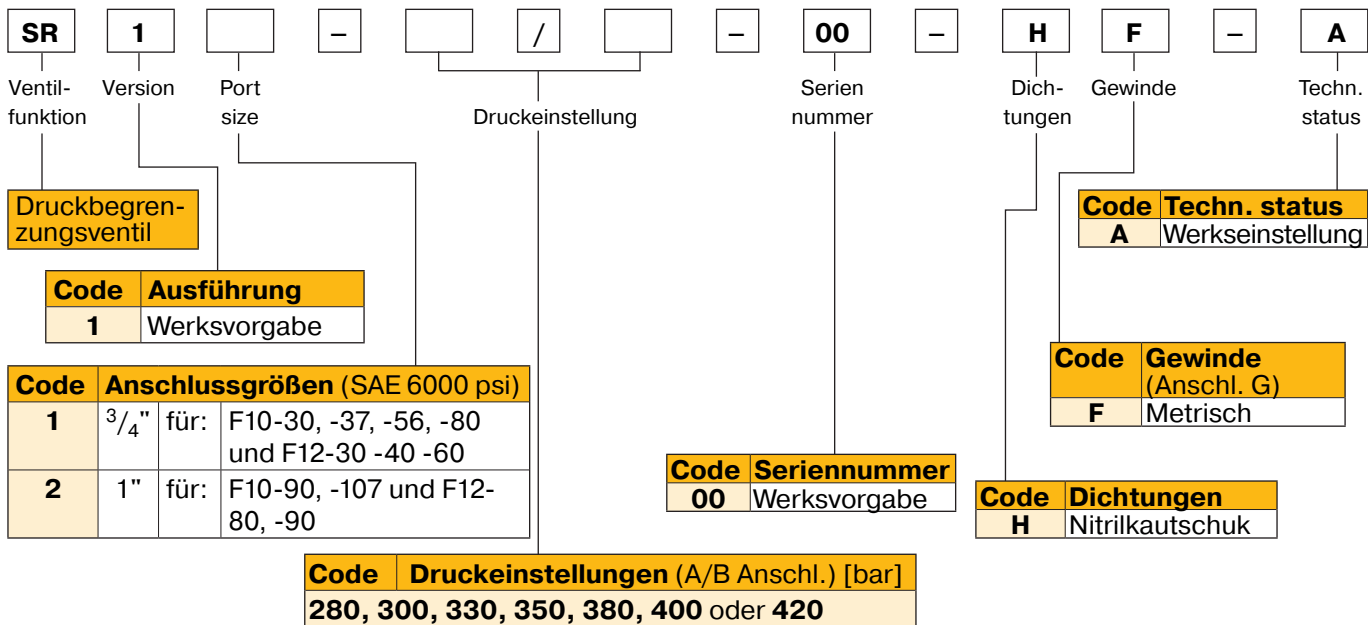 SR 1 – / – 00 – H F – A
Ventil-
funktion
Version
Port
size
Druckeinstellung
Serien
nummer
Dich-
tungen
Gewinde
Techn.
status
Druckbegren-
zungsventil
Code Techn. status
A Werkseinstellung
Code Ausführung
1 Werksvorgabe
Code Gewinde
(Anschl. G)
F Metrisch
Code Anschlussgrößen (SAE 6000 psi)
1 3/4" für: F10-30, -37, -56, -80
und F12-30 -40 -60
2 1" für: F10-90, -107 und F12-
80, -90
Code Seriennummer
00 Werksvorgabe
Code Dichtungen
H Nitrilkautschuk
Code Druckeinstellungen (A/B Anschl.) [bar]
280, 300, 330, 350, 380, 400 oder 420